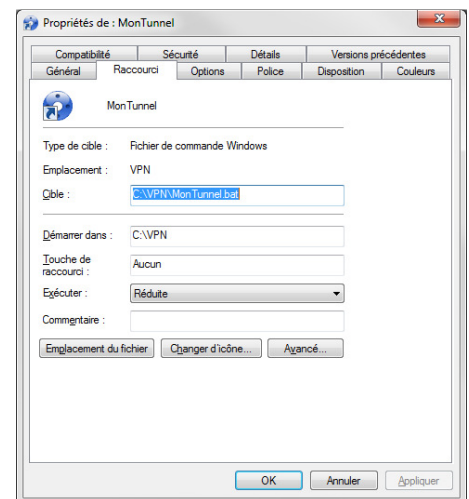 Propriétés de : MonTunnel
Compatibilité Sécurité Détails Versions précédentes
Général Raccourci Options Police Disposition Couleurs
MonTunnel
Type de cible : Fichier de commande Windows
Emplacement : VPN
Cible : C:\VPN\MonTunnel.bat
Démarrer dans : C:\VPN
Touche de
raccourci : Aucun
Exécuter : Réduite
Commentaire :
Emplacement du fichier Changer d'icône... Avancé...
OK Annuler Appliquer